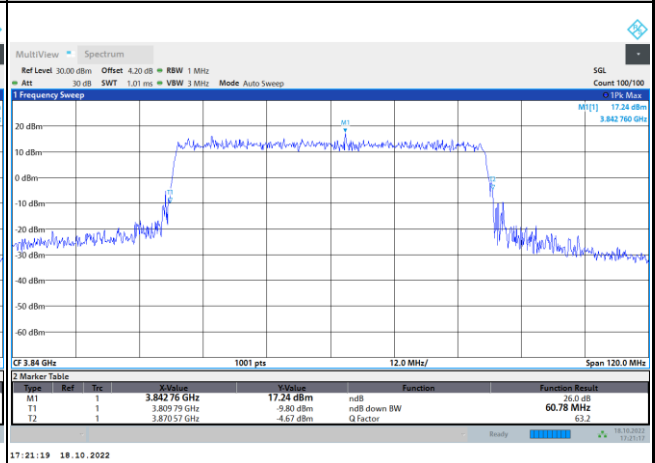 MultiView Spectrum
Ref Level 30.00 dBm Offset 4.20 dB RBW 1 MHz SGL
Att 30 dB SWT 1.01 ms VBW 3 MHz Mode Auto Sweep Count 100/100
1 Frequency Sweep 1Pk Max
M1[1] 17.24 dBm
3.842 760 GHz
M1
20 dBm
10 dBm
0 dBm
T1
T2
-10 dBm
-20 dBm
-30 dBm
-40 dBm
-50 dBm
-60 dBm
CF 3.84 GHz 1001 pts 12.0 MHz/ Span 120.0 MHz
2 Marker Table
Type Ref Trc X-Value Y-Value Function Function Result
M1 1 3.842 76 GHz 17.24 dBm ndB 26.0 dB
T1 1 3.809 79 GHz -9.80 dBm ndB down BW 60.78 MHz
T2 1 3.870 57 GHz -4.67 dBm Q Factor 63.2
Ready 18.10.2022
17:21:17
17:21:19 18.10.2022